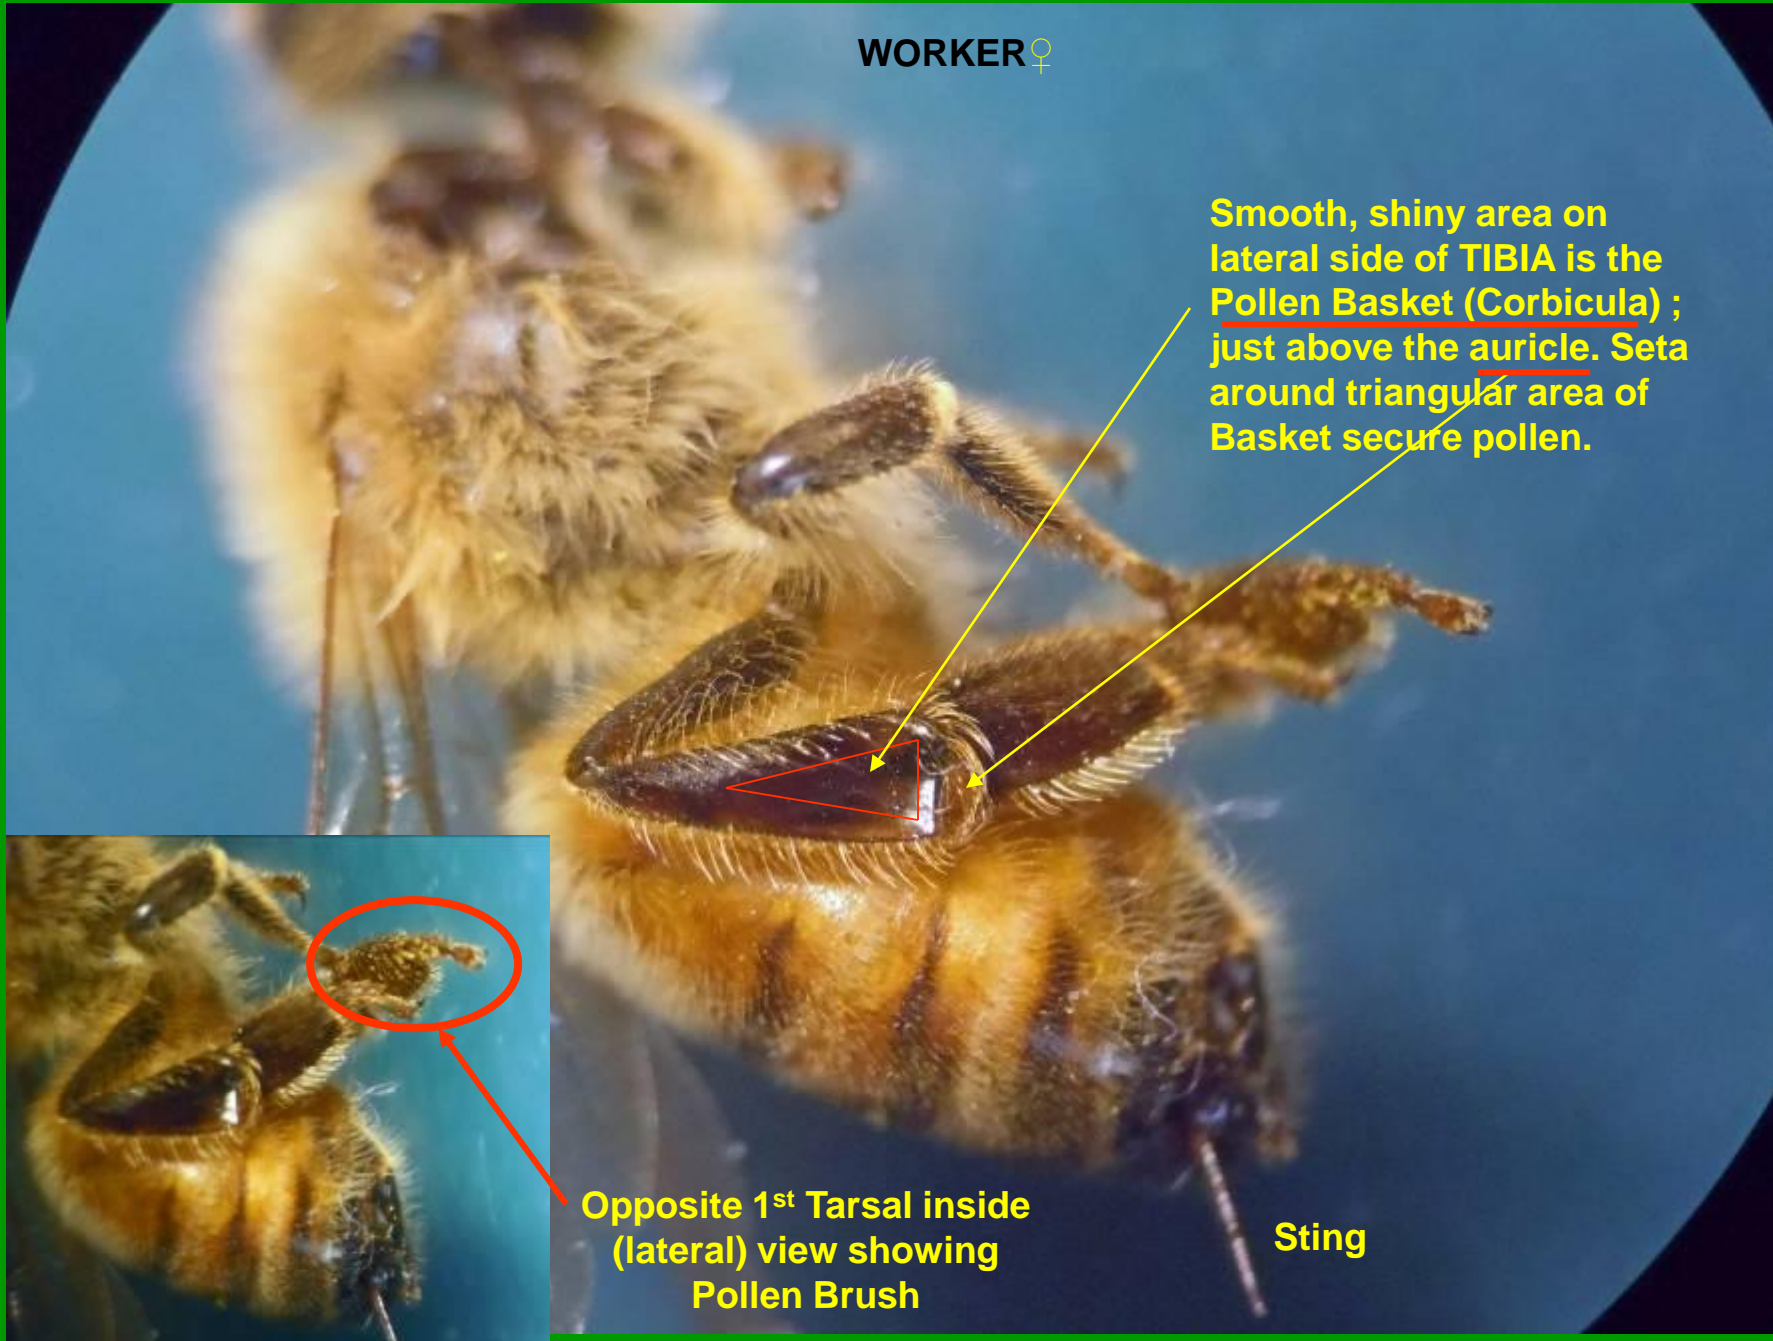 WORKER♀
Smooth, shiny area on
lateral side of TIBIA is the
Pollen Basket (Corbicula) ;
just above the auricle. Seta
around triangular area of
Basket secure pollen.
Opposite 1st Tarsal inside
(lateral) view showing
Pollen Brush
Sting